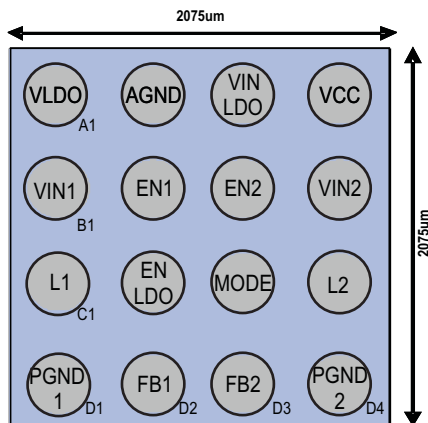 2075um
VLDO AGND VIN LDO VCC
A1
VIN1 EN1 EN2 VIN2
B1
L1 EN LDO MODE L2
C1
PGND 1 FB1 FB2 PGND 2
D1 D2 D3 D4
2075um